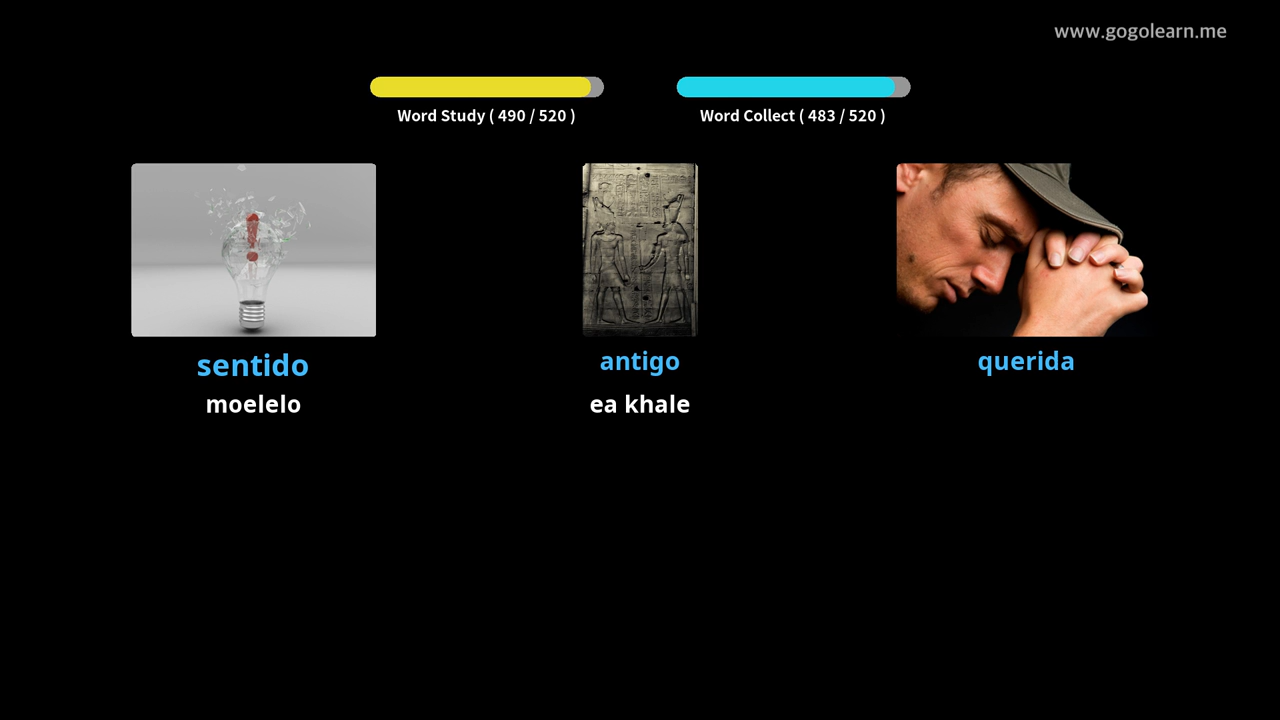 www.gogolearn.me
Word Study ( 490 / 520 )
Word Collect ( 483 / 520 )
sentido
antigo
querida
moelelo
ea khale